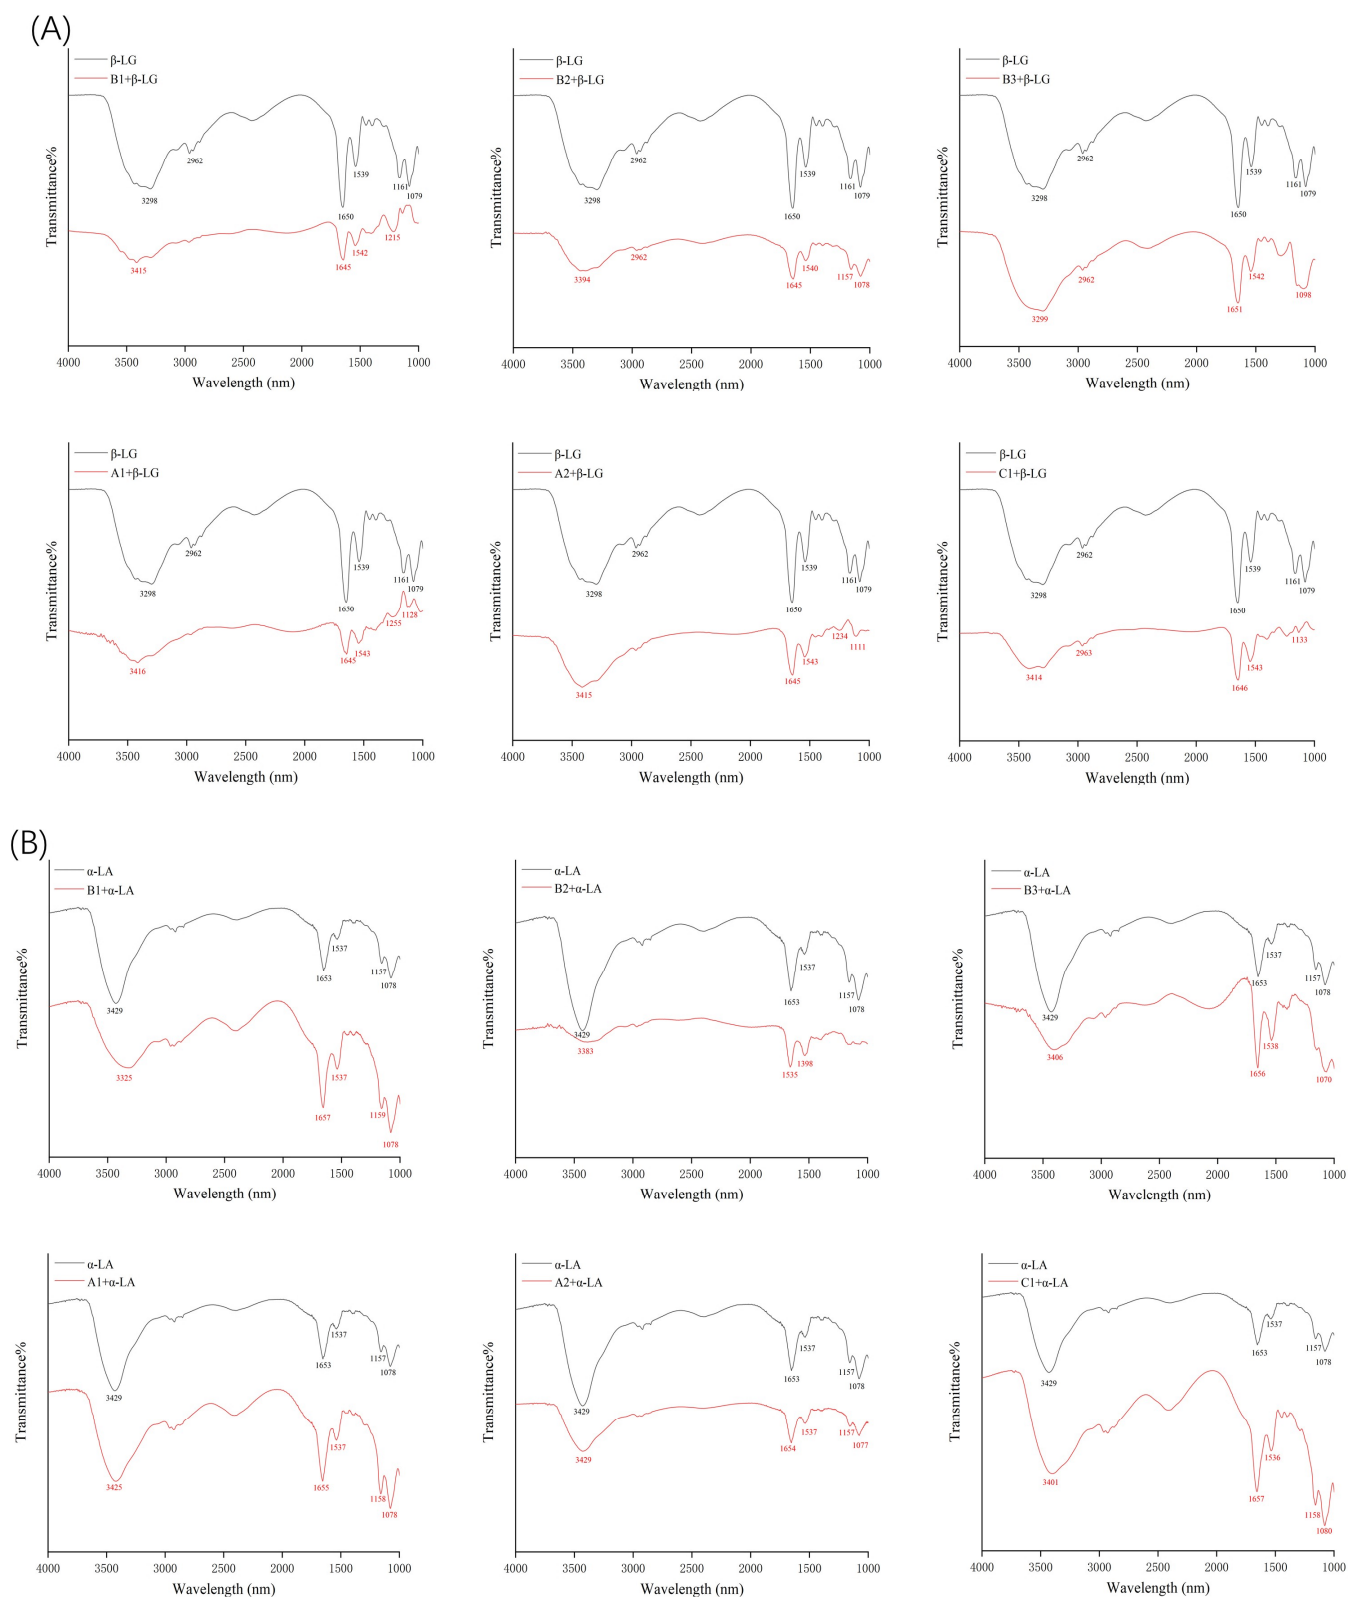 (A)
β-LG
B1+β-LG
Transmittance%
3298
2962
1650
1539
1161
1079
3415
1645
1542
1215
4000 3500 3000 2500 2000 1500 1000
Wavelength (nm)
β-LG
B2+β-LG
Transmittance%
3298
2962
1650
1539
1161
1079
3394
2962
1645
1540
1157
1078
4000 3500 3000 2500 2000 1500 1000
Wavelength (nm)
β-LG
B3+β-LG
Transmittance%
3298
2962
1650
1539
1161
1079
3299
2962
1651
1542
1098
4000 3500 3000 2500 2000 1500 1000
Wavelength (nm)
β-LG
A1+β-LG
Transmittance%
3298
2962
1650
1539
1161
1079
3416
1645
1543
1255
1128
4000 3500 3000 2500 2000 1500 1000
Wavelength (nm)
β-LG
A2+β-LG
Transmittance%
3298
2962
1650
1539
1161
1079
3415
1645
1543
1234
1111
4000 3500 3000 2500 2000 1500 1000
Wavelength (nm)
β-LG
C1+β-LG
Transmittance%
3298
2962
1650
1539
1161
1079
3414
2963
1646
1543
1133
4000 3500 3000 2500 2000 1500 1000
Wavelength (nm)
(B)
α-LA
B1+α-LA
Transmittance%
3429
1653
1537
1157
1078
3325
1657
1537
1159
1078
4000 3500 3000 2500 2000 1500 1000
Wavelength (nm)
α-LA
B2+α-LA
Transmittance%
3429
1653
1537
1157
1078
3383
1535
1398
4000 3500 3000 2500 2000 1500 1000
Wavelength (nm)
α-LA
B3+α-LA
Transmittance%
3429
1653
1537
1157
1078
3406
1656
1538
1070
4000 3500 3000 2500 2000 1500 1000
Wavelength (nm)
α-LA
A1+α-LA
Transmittance%
3429
1653
1537
1157
1078
3425
1655
1537
1158
1078
4000 3500 3000 2500 2000 1500 1000
Wavelength (nm)
α-LA
A2+α-LA
Transmittance%
3429
1653
1537
1157
1078
3429
1654
1537
1157
1077
4000 3500 3000 2500 2000 1500 1000
Wavelength (nm)
α-LA
C1+α-LA
Transmittance%
3429
1653
1537
1157
1078
3401
1657
1536
1158
1080
4000 3500 3000 2500 2000 1500 1000
Wavelength (nm)